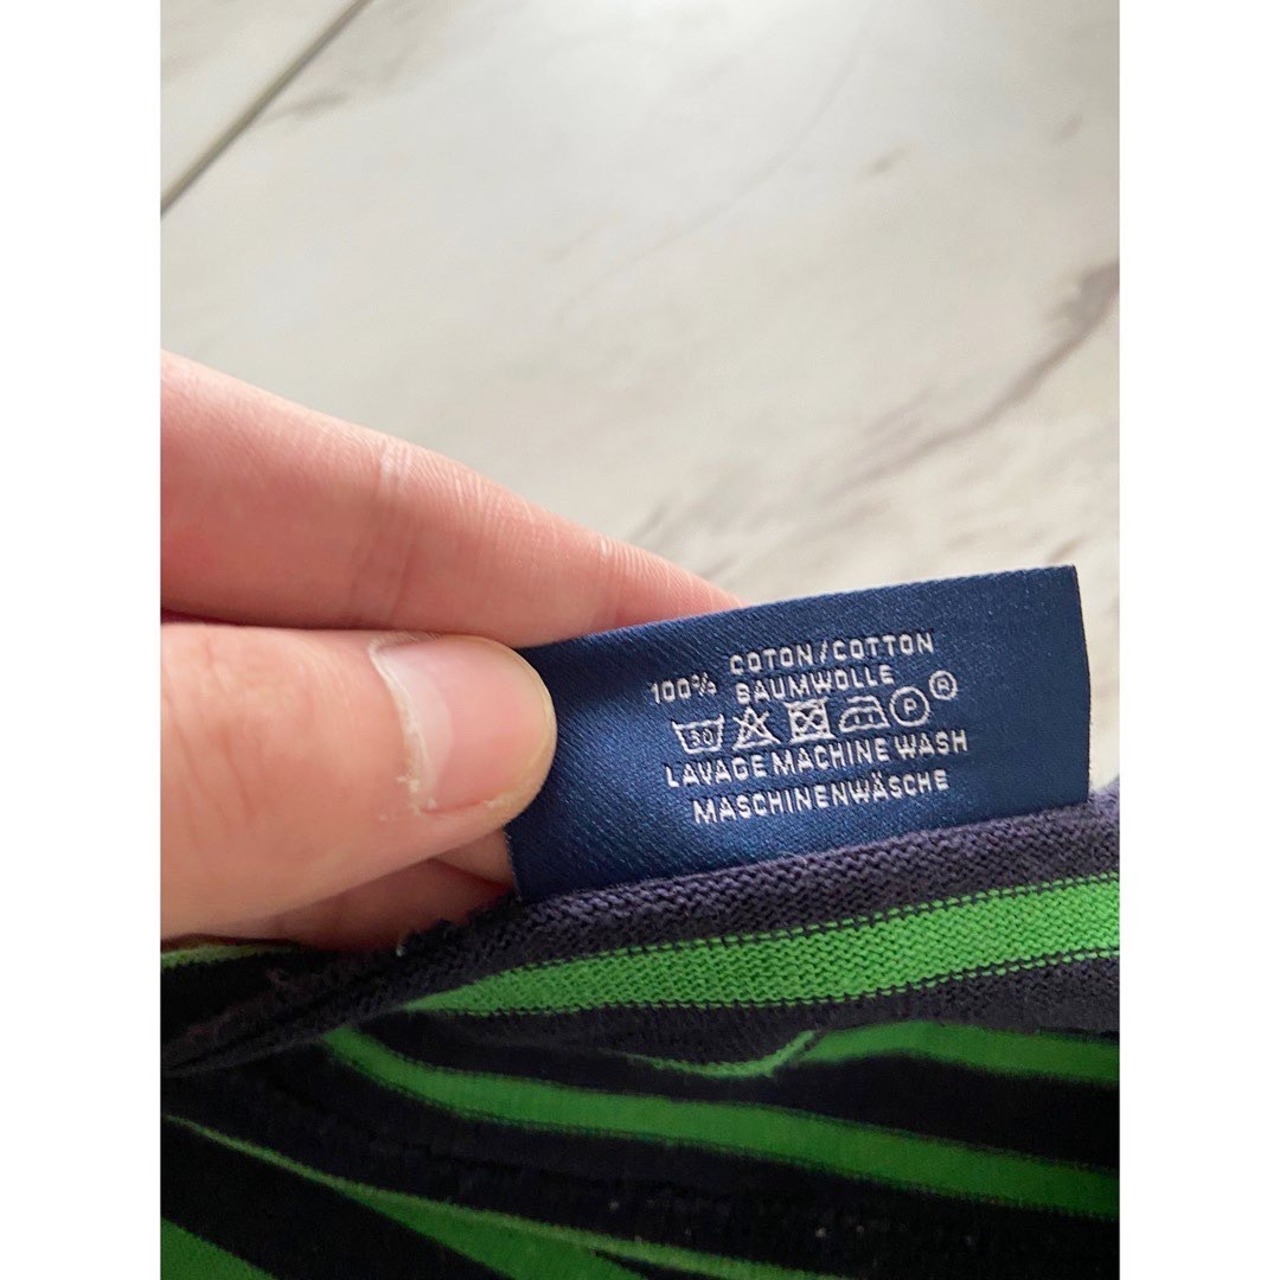 COTON/COTTON
100% BAUMWOLLE
30 P ®
LAVAGE MACHINE WASH
MASCHINENWÄSCHE